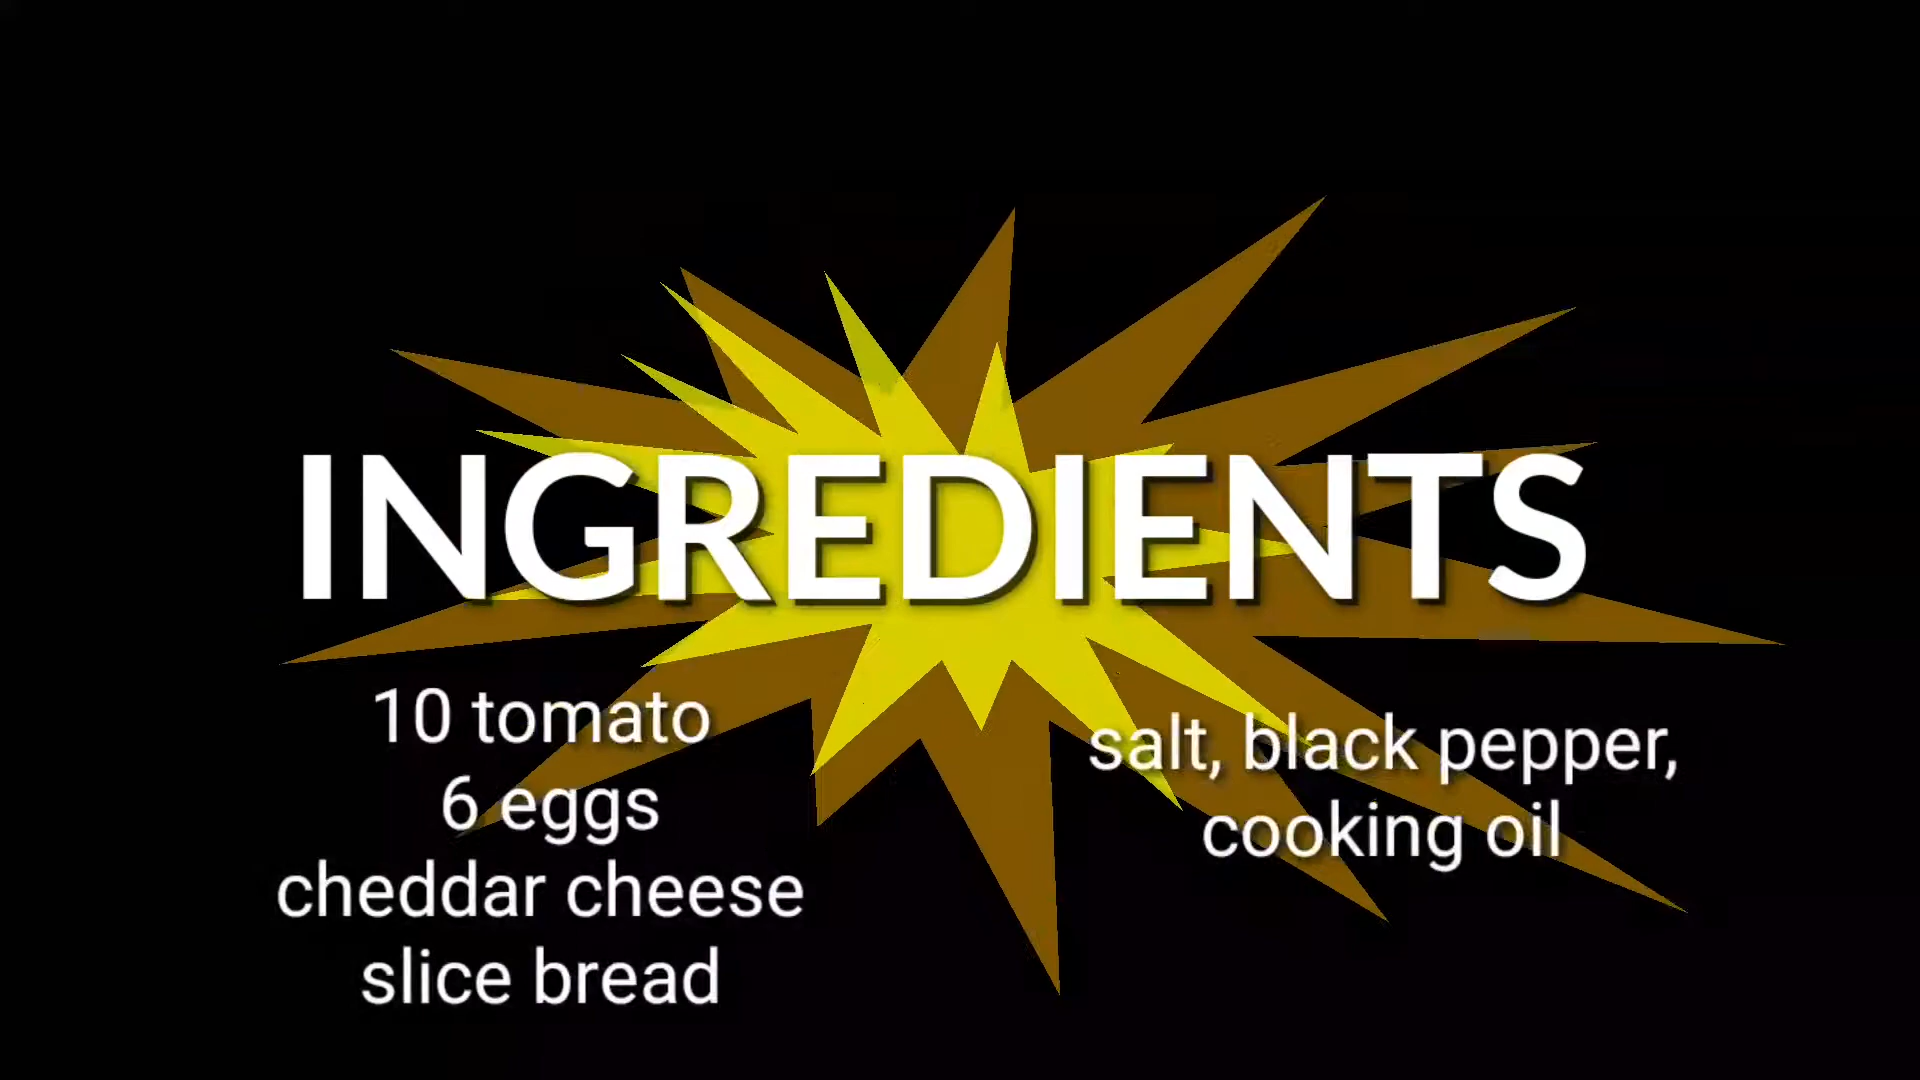 INGREDIENTS
10 tomato
6 eggs
cheddar cheese
slice bread
salt, black pepper,
cooking oil